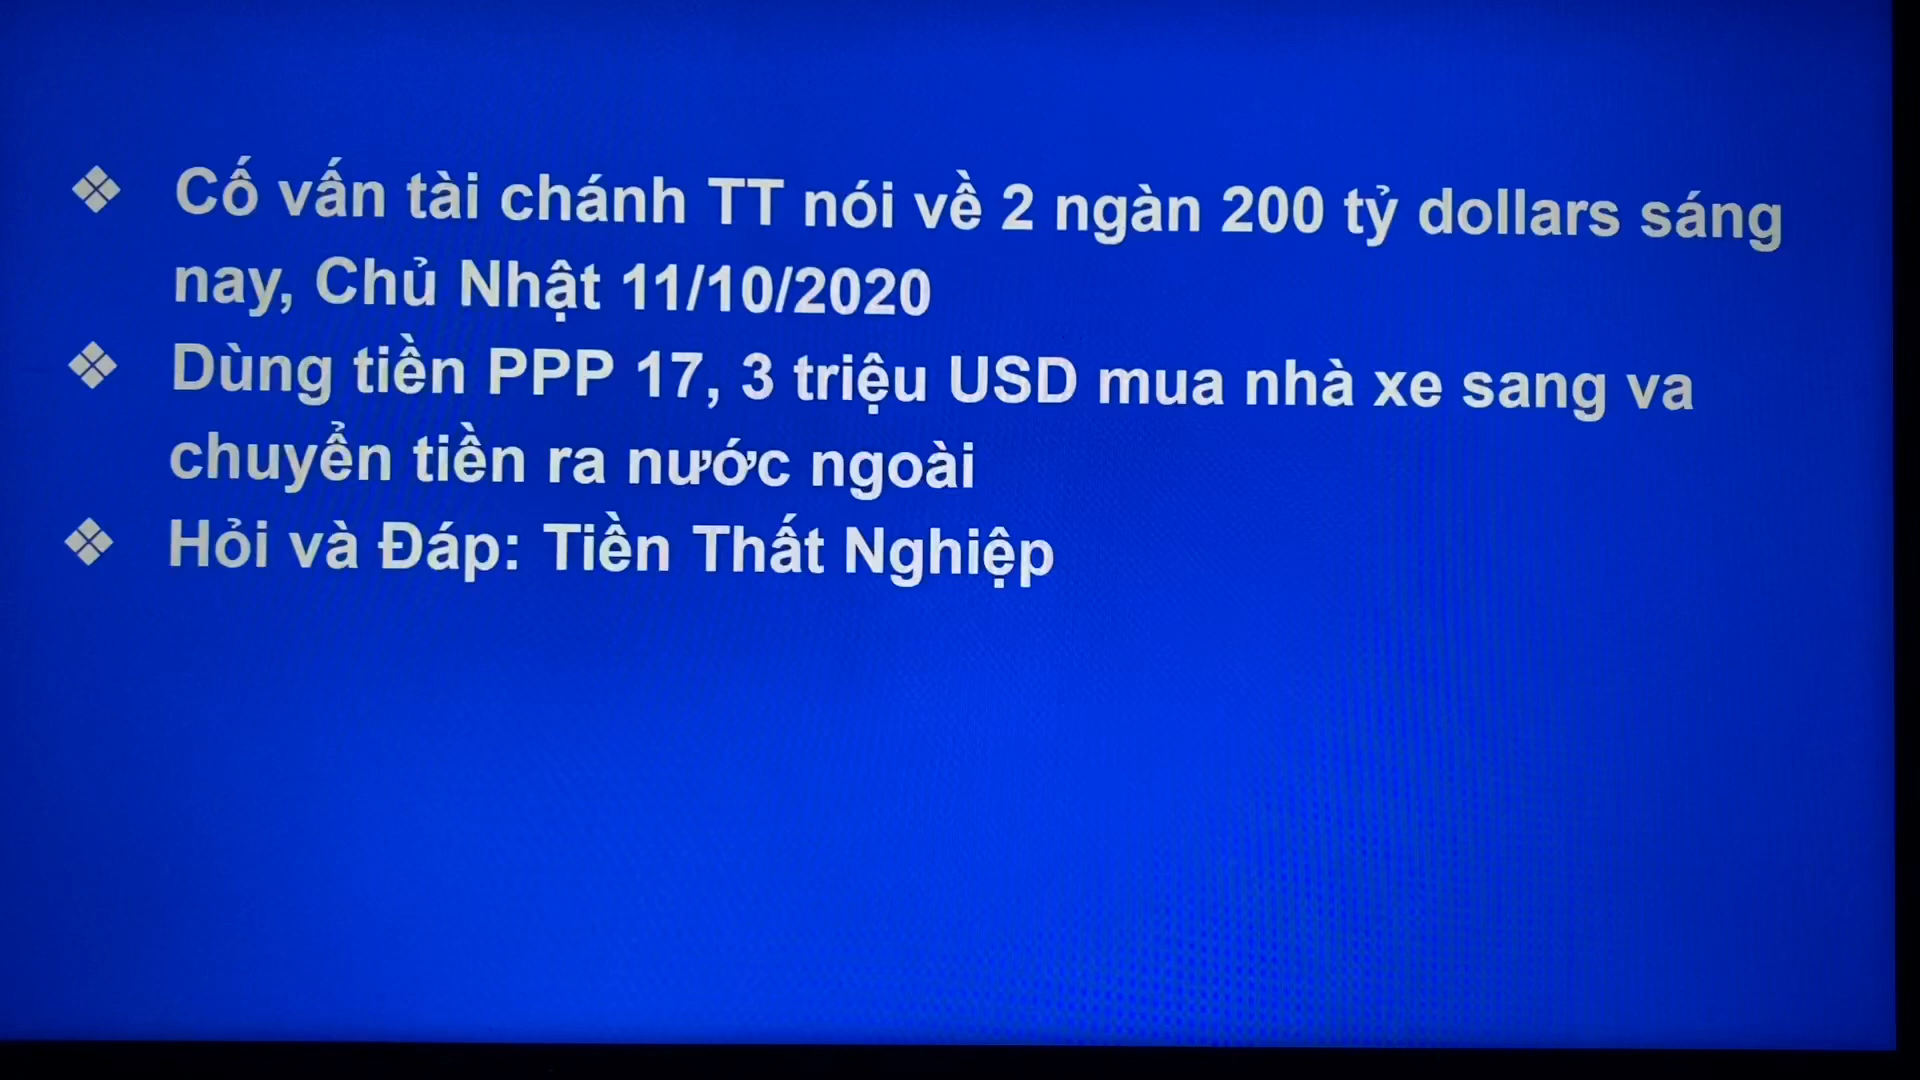 ❖ Cố vấn tài chánh TT nói về 2 ngàn 200 tỷ dollars sáng
nay, Chủ Nhật 11/10/2020
❖ Dùng tiền PPP 17, 3 triệu USD mua nhà xe sang va
chuyển tiền ra nước ngoài
❖ Hỏi và Đáp: Tiền Thất Nghiệp